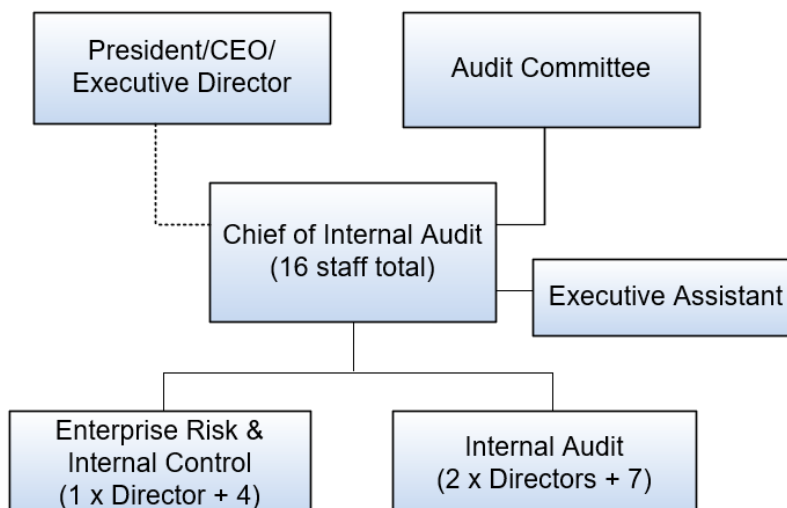 President/CEO/
Executive Director
Audit Committee
Chief of Internal Audit
(16 staff total)
Executive Assistant
Enterprise Risk &
Internal Control
(1 x Director + 4)
Internal Audit
(2 x Directors + 7)